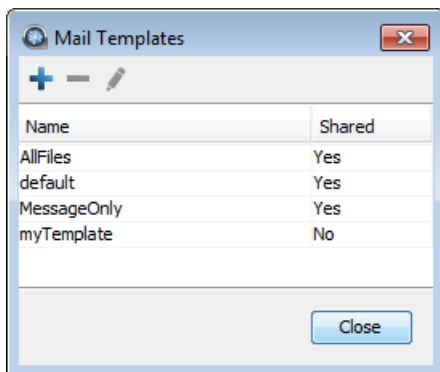 Mail Templates
Name Shared
AllFiles Yes
default Yes
MessageOnly Yes
myTemplate No
Close